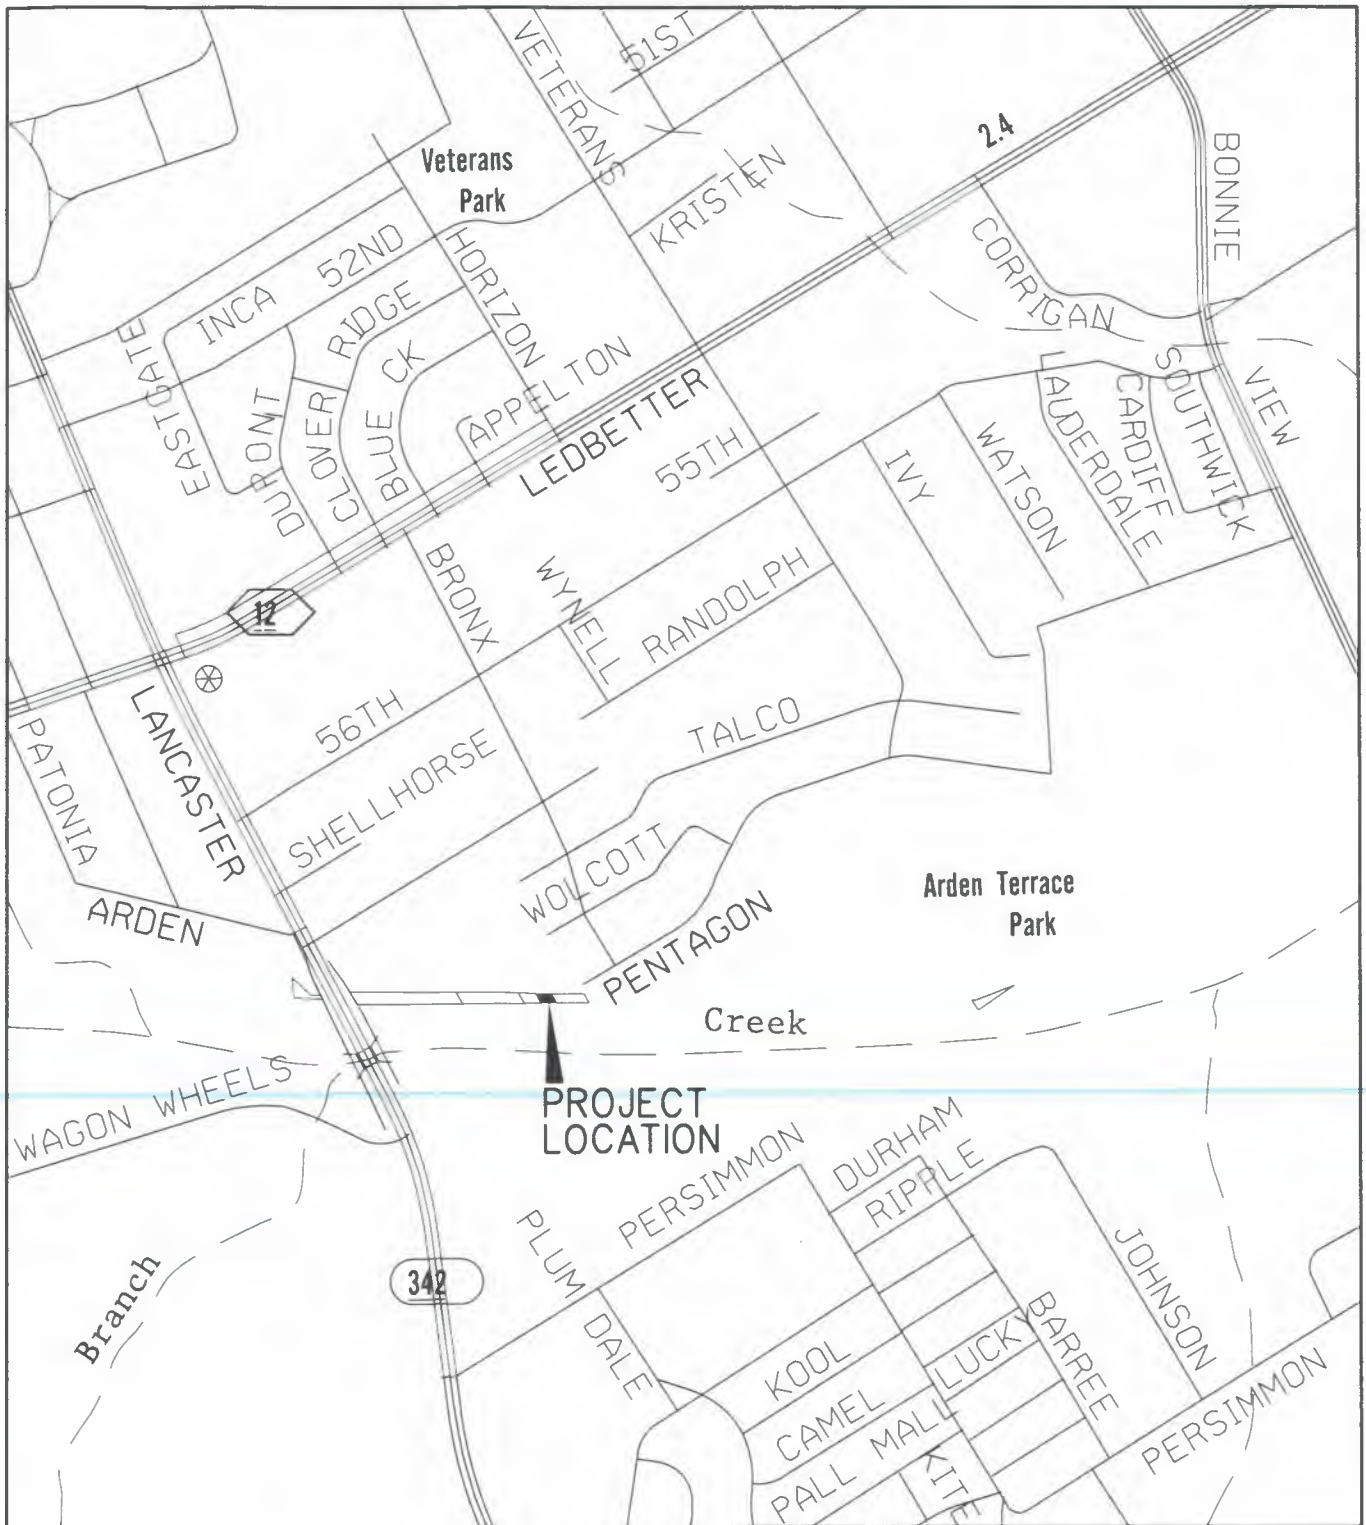 VETERANS
51ST
2.4
BONNIE
Veterans
Park
KRISTEN
52ND
HORIZON
CORRIGAN
INCA
RIDGE
EASTGATE
CK
APPELTON
SOUTHWICK
VIEW
DUPONT
CLOVER
BLUE
LEDBETTER
55TH
IVY
WATSON
LAUDERDALE
CARDIFF
BRONX
WYNELL
RANDOLPH
12
LANCASTER
56TH
TALCO
PATONIA
SHELLHORSE
WOLCOTT
Arden Terrace
Park
ARDEN
PENTAGON
Creek
WAGON WHEELS
PROJECT
LOCATION
PERSIMMON
DURHAM
RIPPLE
PLUM
DALE
JOHNSON
Branch
342
BARREE
LUCKY
KOOL
CAMEL
PALL MALL
KITE
PERSIMMON